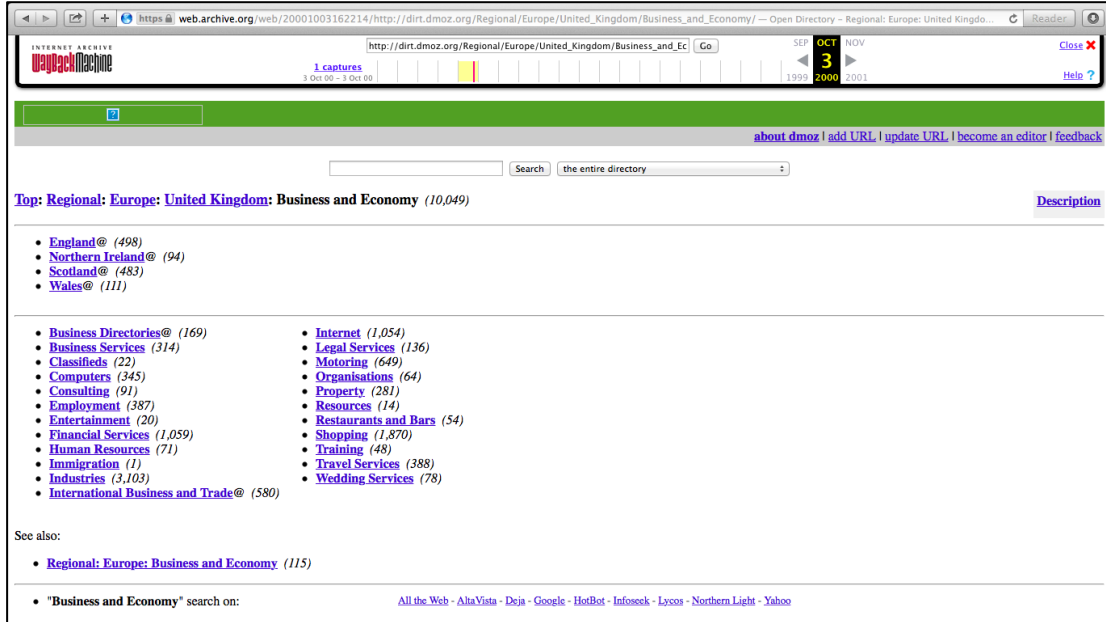 https web.archive.org/web/20001003162214/http://dirt.dmoz.org/Regional/Europe/United_Kingdom/Business_and_Economy/ — Open Directory – Regional: Europe: United Kingdo... Reader
INTERNET ARCHIVE
WayBackMachine
http://dirt.dmoz.org/Regional/Europe/United_Kingdom/Business_and_Ec Go
SEP OCT NOV
Close
1 captures
3 Oct 00 – 3 Oct 00
3
1999 2000 2001
Help ?
?
about dmoz | add URL | update URL | become an editor | feedback
Search the entire directory
Top: Regional: Europe: United Kingdom: Business and Economy (10,049)
Description
England@ (498)
Northern Ireland@ (94)
Scotland@ (483)
Wales@ (111)
Business Directories@ (169)
Business Services (314)
Classifieds (22)
Computers (345)
Consulting (91)
Employment (387)
Entertainment (20)
Financial Services (1,059)
Human Resources (71)
Immigration (1)
Industries (3,103)
International Business and Trade@ (580)
Internet (1,054)
Legal Services (136)
Motoring (649)
Organisations (64)
Property (281)
Resources (14)
Restaurants and Bars (54)
Shopping (1,870)
Training (48)
Travel Services (388)
Wedding Services (78)
See also:
Regional: Europe: Business and Economy (115)
"Business and Economy" search on: All the Web - AltaVista - Deja - Google - HotBot - Infoseek - Lycos - Northern Light - Yahoo